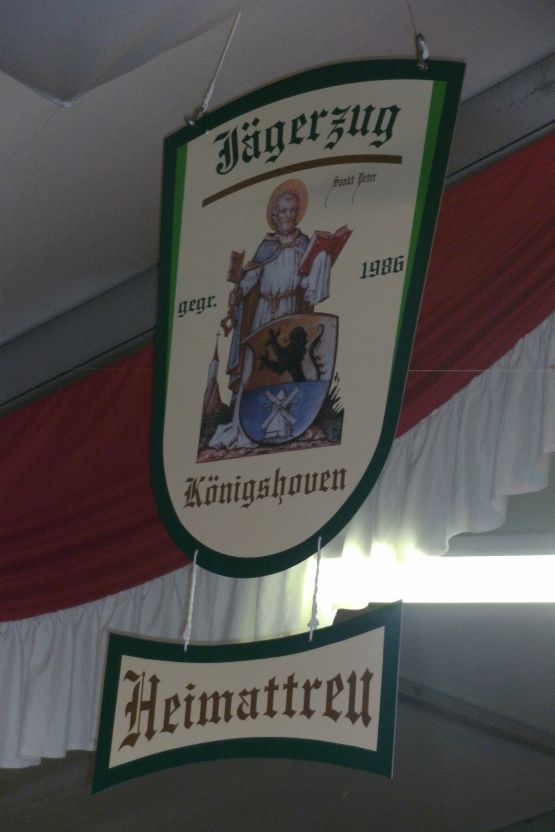 Jägerzug
Sankt Peter
gegr. 1986
Königshoven
Heimattreu